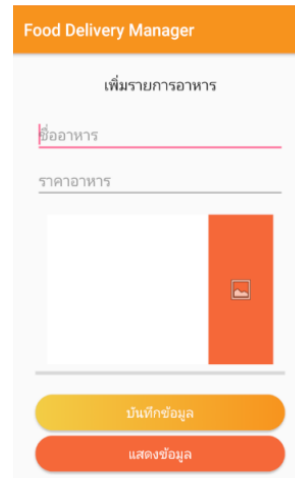 Food Delivery Manager
เพิ่มรายการอาหาร
ชื่ออาหาร
ราคาอาหาร
บันทึกข้อมูล
แสดงข้อมูล